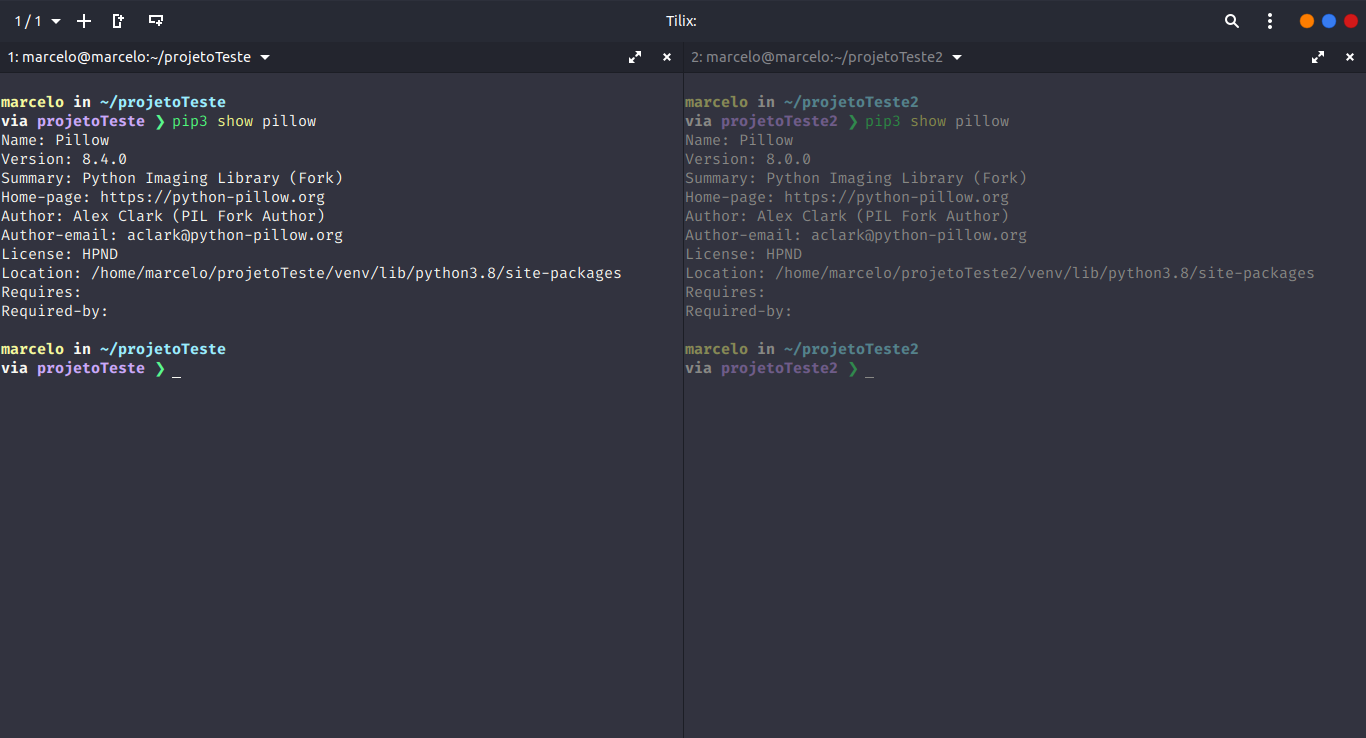 1 / 1
Tilix:
1: marcelo@marcelo:~/projetoTeste
marcelo in ~/projetoTeste
via projetoTeste ❯ pip3 show pillow
Name: Pillow
Version: 8.4.0
Summary: Python Imaging Library (Fork)
Home-page: https://python-pillow.org
Author: Alex Clark (PIL Fork Author)
Author-email: aclark@python-pillow.org
License: HPND
Location: /home/marcelo/projetoTeste/venv/lib/python3.8/site-packages
Requires:
Required-by:
marcelo in ~/projetoTeste
via projetoTeste ❯ _
2: marcelo@marcelo:~/projetoTeste2
marcelo in ~/projetoTeste2
via projetoTeste2 ❯ pip3 show pillow
Name: Pillow
Version: 8.0.0
Summary: Python Imaging Library (Fork)
Home-page: https://python-pillow.org
Author: Alex Clark (PIL Fork Author)
Author-email: aclark@python-pillow.org
License: HPND
Location: /home/marcelo/projetoTeste2/venv/lib/python3.8/site-packages
Requires:
Required-by:
marcelo in ~/projetoTeste2
via projetoTeste2 ❯ _